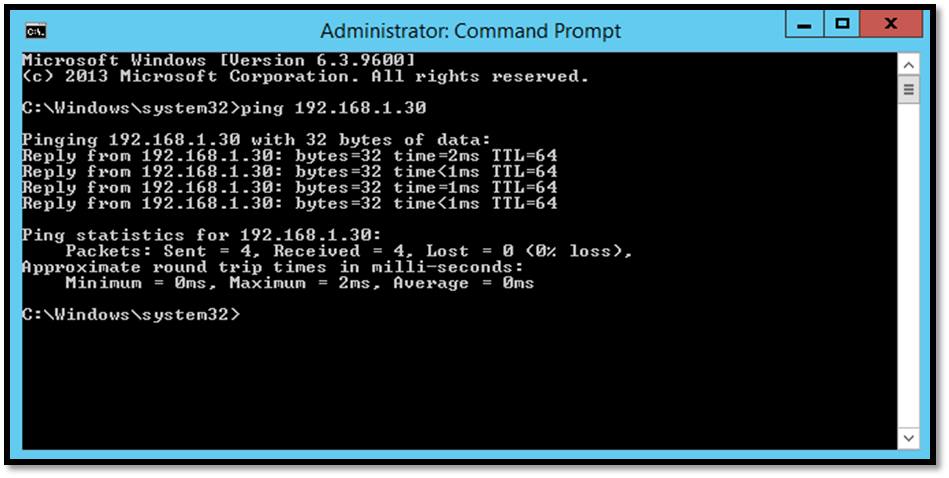 Administrator: Command Prompt
Microsoft Windows [Version 6.3.9600]
(c) 2013 Microsoft Corporation. All rights reserved.
C:\Windows\system32>ping 192.168.1.30
Pinging 192.168.1.30 with 32 bytes of data:
Reply from 192.168.1.30: bytes=32 time=2ms TTL=64
Reply from 192.168.1.30: bytes=32 time<1ms TTL=64
Reply from 192.168.1.30: bytes=32 time=1ms TTL=64
Reply from 192.168.1.30: bytes=32 time<1ms TTL=64
Ping statistics for 192.168.1.30:
    Packets: Sent = 4, Received = 4, Lost = 0 (0% loss),
Approximate round trip times in milli-seconds:
    Minimum = 0ms, Maximum = 2ms, Average = 0ms
C:\Windows\system32>